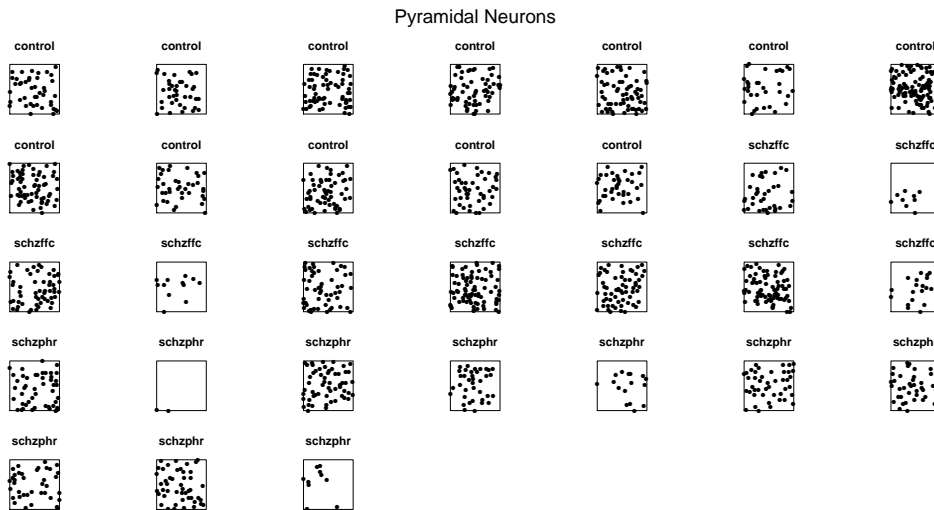 Pyramidal Neurons
control control control control control control control
control control control control control schzffc schzffc
schzffc schzffc schzffc schzffc schzffc schzffc schzffc
schzphr schzphr schzphr schzphr schzphr schzphr schzph
schzphr schzphr schzphr